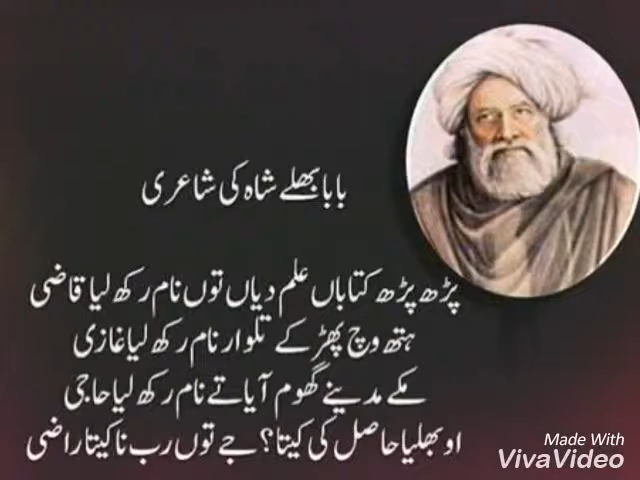 بابا بھلے شاہ کی شاعری
پڑھ پڑھ کتاباں علم دیاں توں نام رکھ لیا قاضی
ہتھ وچ پھڑ کے تلوار نام رکھ لیا غازی
مکے مدینے گھوم آیا تے نام رکھ لیا حاجی
او بھلیا حاصل کی کیتا؟ جے توں رب نا کیتا راضی
Made With
VivaVideo